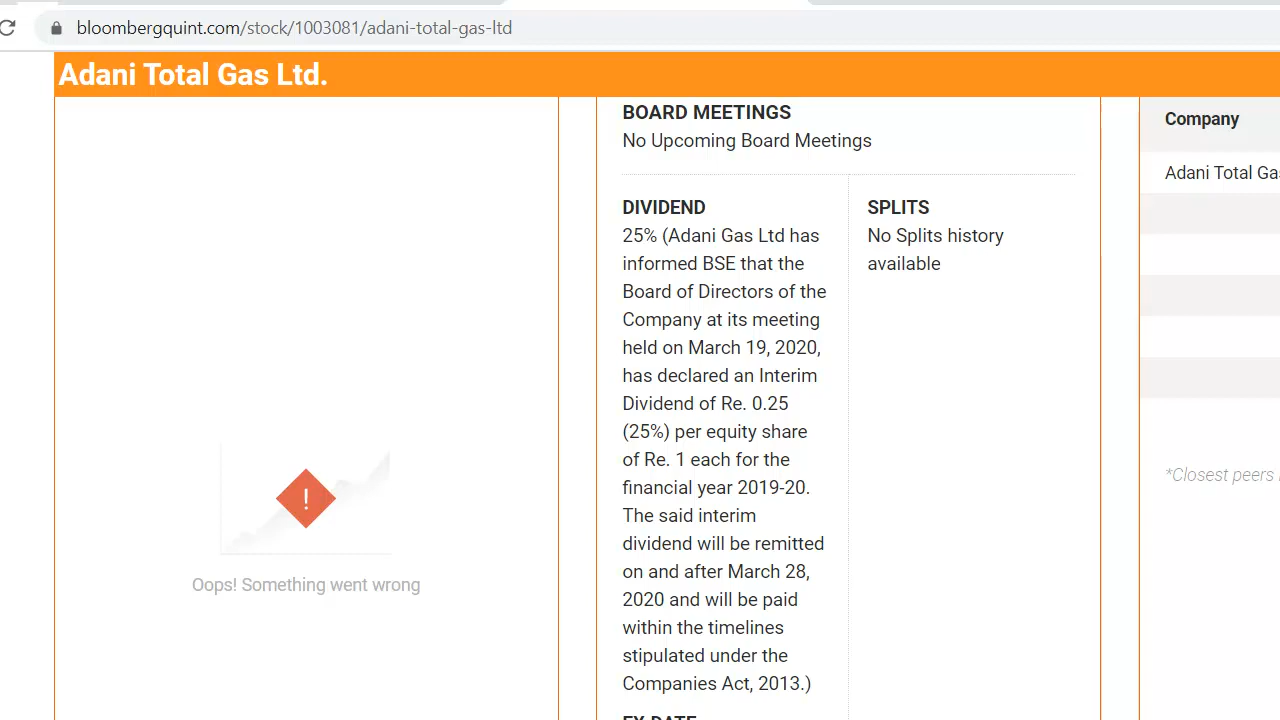 bloombergquint.com/stock/1003081/adani-total-gas-ltd
Adani Total Gas Ltd.
!
Oops! Something went wrong
BOARD MEETINGS
No Upcoming Board Meetings
DIVIDEND
25% (Adani Gas Ltd has
informed BSE that the
Board of Directors of the
Company at its meeting
held on March 19, 2020,
has declared an Interim
Dividend of Re. 0.25
(25%) per equity share
of Re. 1 each for the
financial year 2019-20.
The said interim
dividend will be remitted
on and after March 28,
2020 and will be paid
within the timelines
stipulated under the
Companies Act, 2013.)
EX-DATE
SPLITS
No Splits history
available
Company
Adani Total Gas
*Closest peers